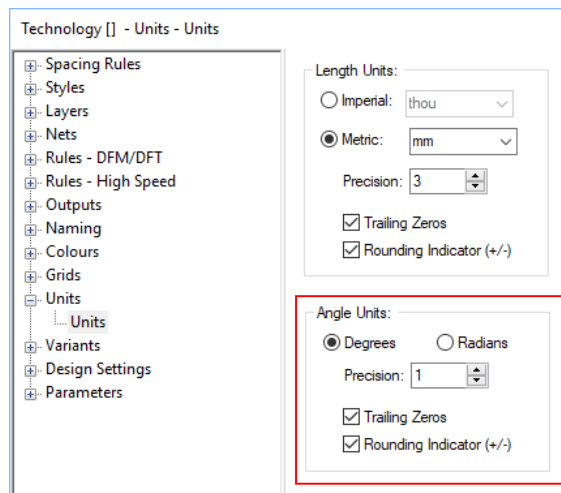 Technology [] - Units - Units
Spacing Rules
Styles
Layers
Nets
Rules - DFM/DFT
Rules - High Speed
Outputs
Naming
Colours
Grids
Units
Units
Variants
Design Settings
Parameters
Length Units:
Imperial: thou
Metric: mm
Precision: 3
Trailing Zeros
Rounding Indicator (+/-)
Angle Units:
Degrees Radians
Precision: 1
Trailing Zeros
Rounding Indicator (+/-)